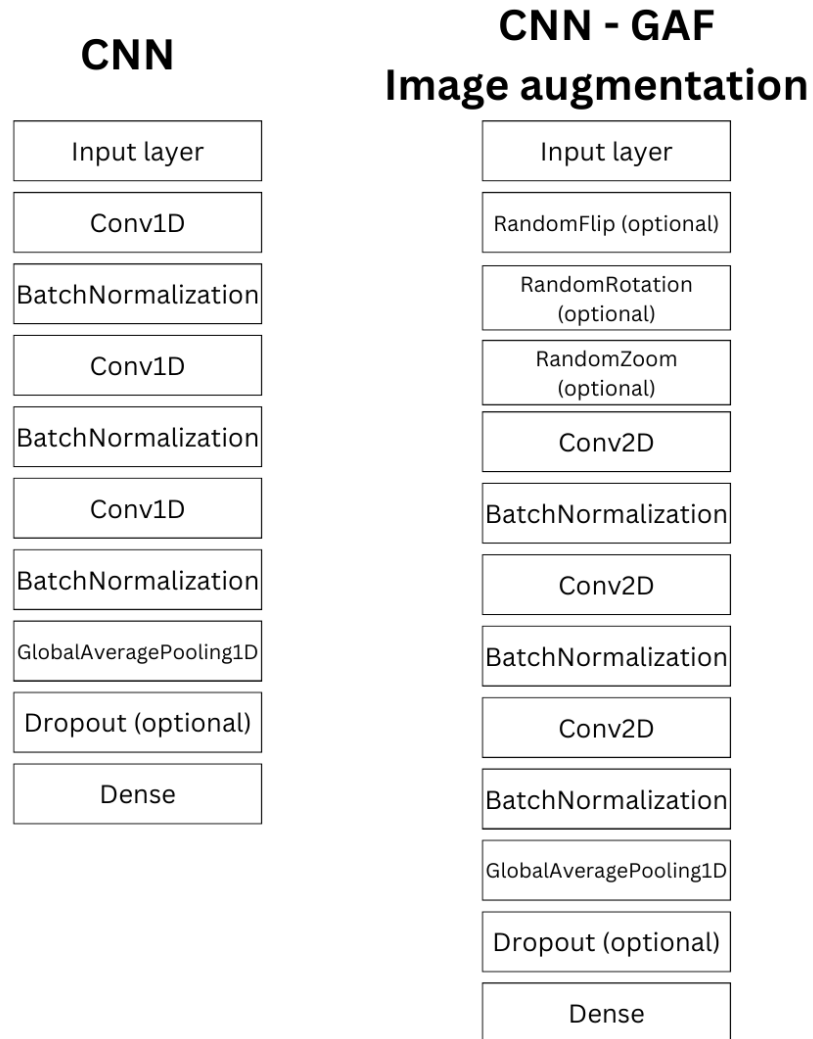 CNN
Input layer
Conv1D
BatchNormalization
Conv1D
BatchNormalization
Conv1D
BatchNormalization
GlobalAveragePooling1D
Dropout (optional)
Dense
CNN - GAF
Image augmentation
Input layer
RandomFlip (optional)
RandomRotation
(optional)
RandomZoom
(optional)
Conv2D
BatchNormalization
Conv2D
BatchNormalization
Conv2D
BatchNormalization
GlobalAveragePooling1D
Dropout (optional)
Dense